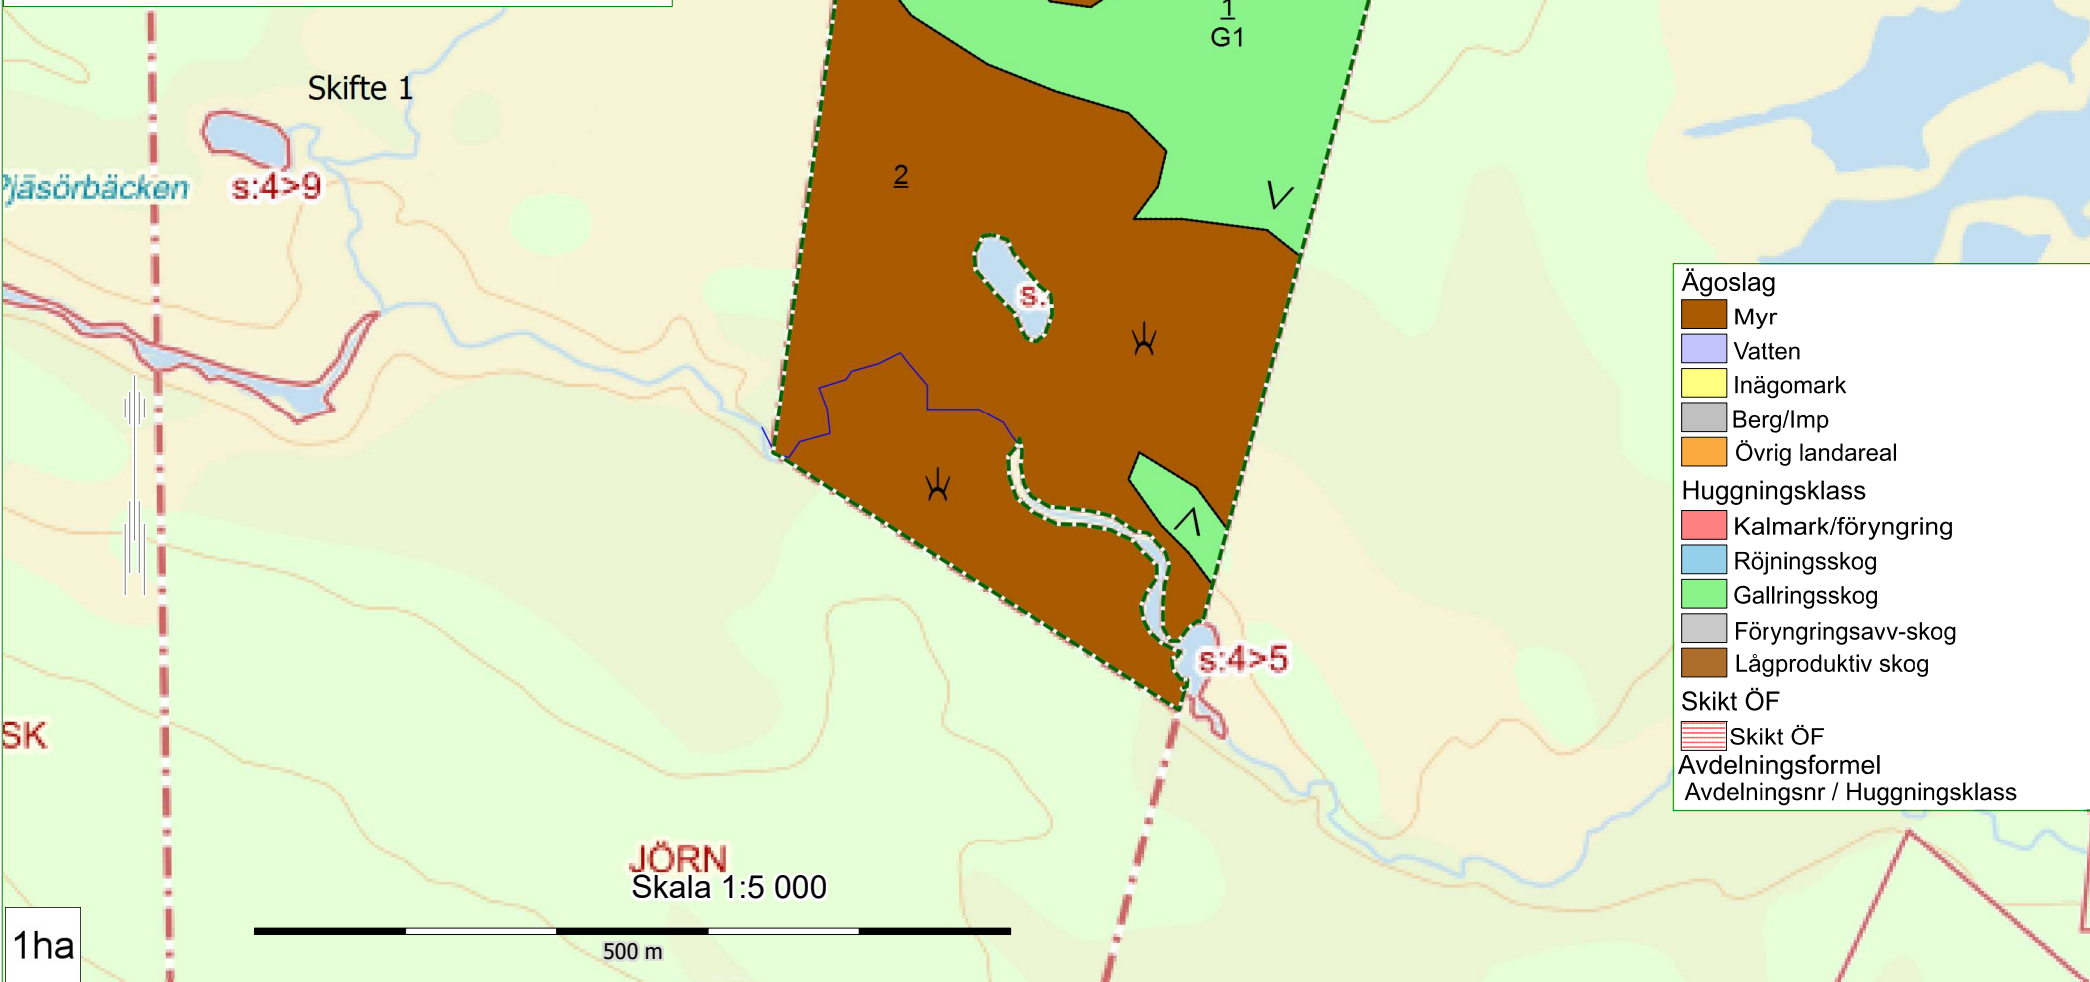 1
G1
Skifte 1
2
jäsörbäcken
s:4>9
s.
s:4>5
SK
JÖRN
Skala 1:5 000
500 m
1ha
Ägoslag
Myr
Vatten
Inägomark
Berg/Imp
Övrig landareal
Huggningsklass
Kalmark/föryngring
Röjningsskog
Gallringsskog
Föryngringsavv-skog
Lågproduktiv skog
Skikt ÖF
Skikt ÖF
Avdelningsformel
Avdelningsnr / Huggningsklass